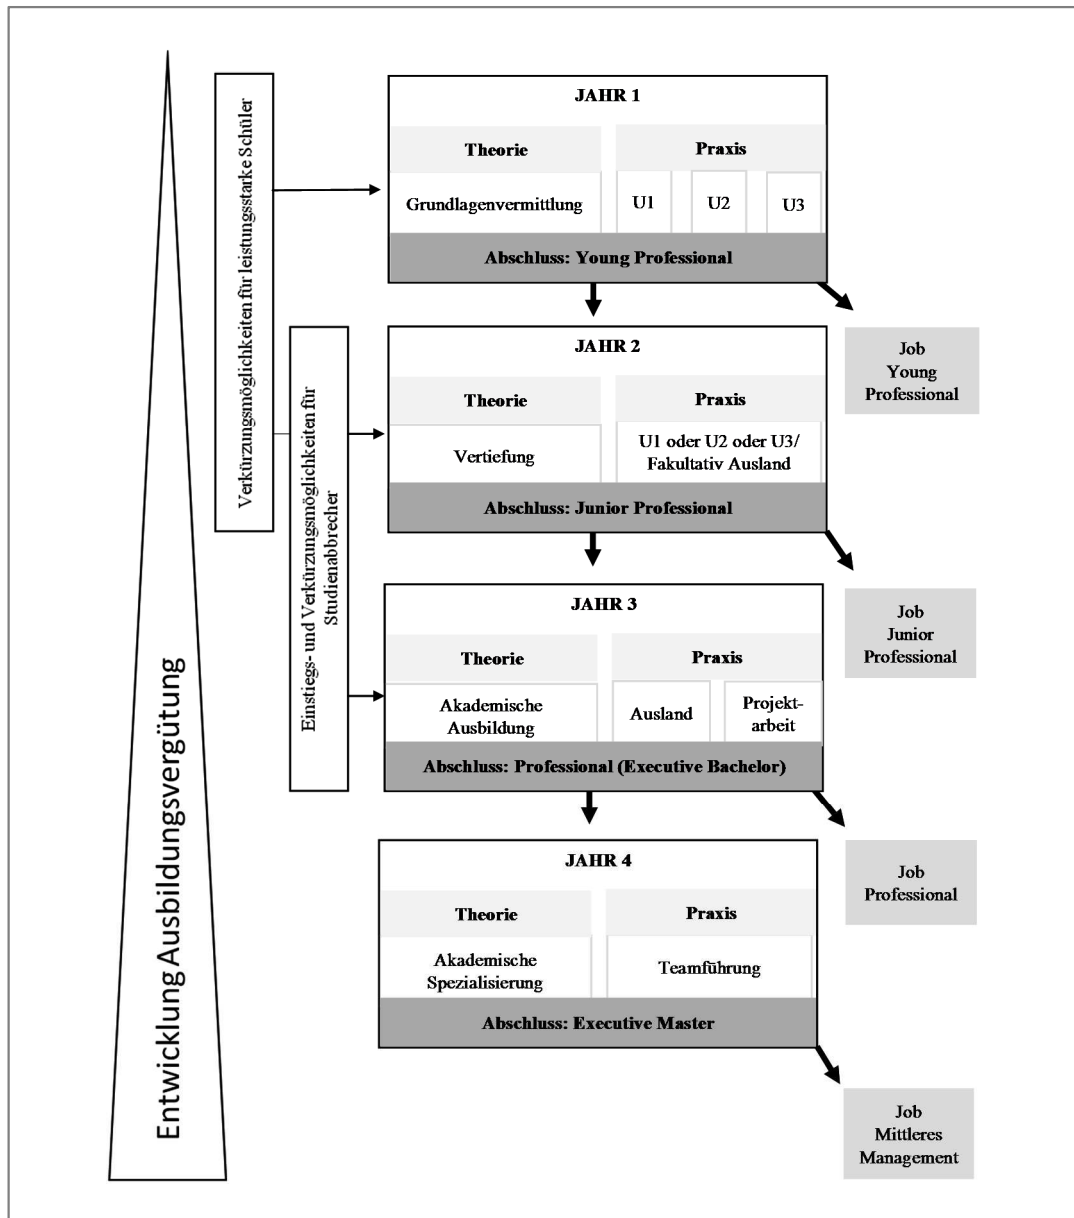 Entwicklung Ausbildungsvergütung
Verkürzungsmöglichkeiten für leistungsstarke Schüler
Einstiegs- und Verkürzungsmöglichkeiten für
Studienabbrecher
JAHR 1
Theorie
Praxis
Grundlagenvermittlung
U1
U2
U3
Abschluss: Young Professional
Job
Young
Professional
JAHR 2
Theorie
Praxis
Vertiefung
U1 oder U2 oder U3/
Fakultativ Ausland
Abschluss: Junior Professional
Job
Junior
Professional
JAHR 3
Theorie
Praxis
Akademische
Ausbildung
Ausland
Projekt-
arbeit
Abschluss: Professional (Executive Bachelor)
Job
Professional
JAHR 4
Theorie
Praxis
Akademische
Spezialisierung
Teamführung
Abschluss: Executive Master
Job
Mittleres
Management